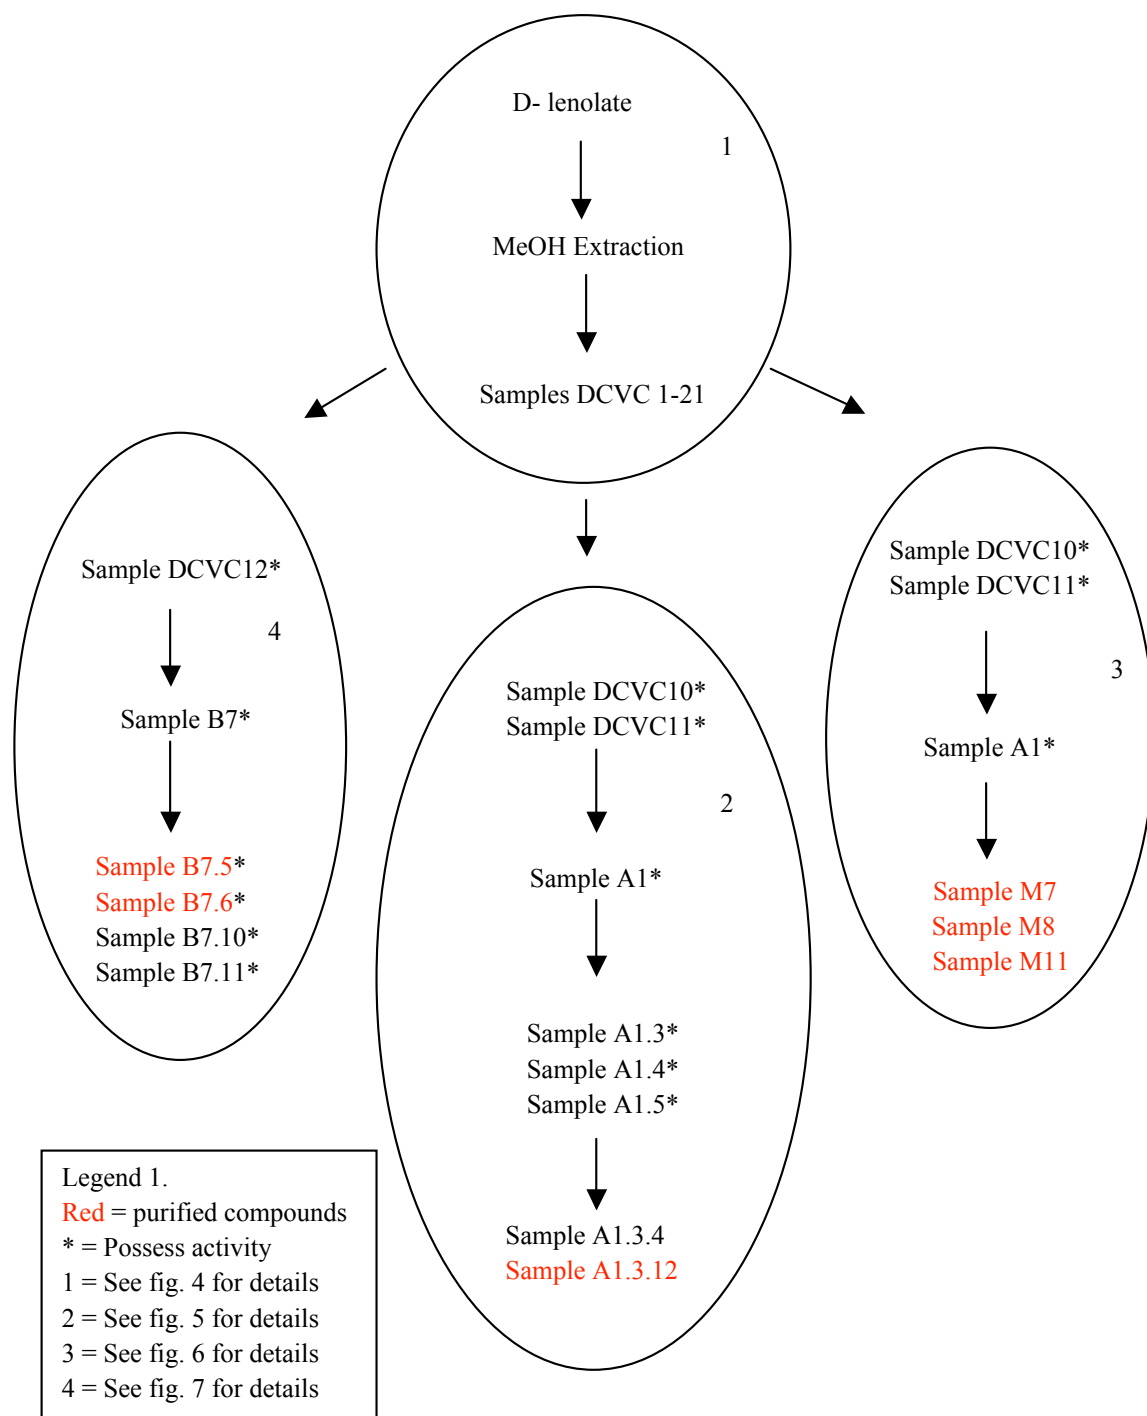 D- lenolate
1
MeOH Extraction
Samples DCVC 1-21
Sample DCVC12*
4
Sample B7*
Sample B7.5*
Sample B7.6*
Sample B7.10*
Sample B7.11*
Sample DCVC10*
Sample DCVC11*
2
Sample A1*
Sample A1.3*
Sample A1.4*
Sample A1.5*
Sample A1.3.4
Sample A1.3.12
Sample DCVC10*
Sample DCVC11*
3
Sample A1*
Sample M7
Sample M8
Sample M11
Legend 1.
Red = purified compounds
* = Possess activity
1 = See fig. 4 for details
2 = See fig. 5 for details
3 = See fig. 6 for details
4 = See fig. 7 for details